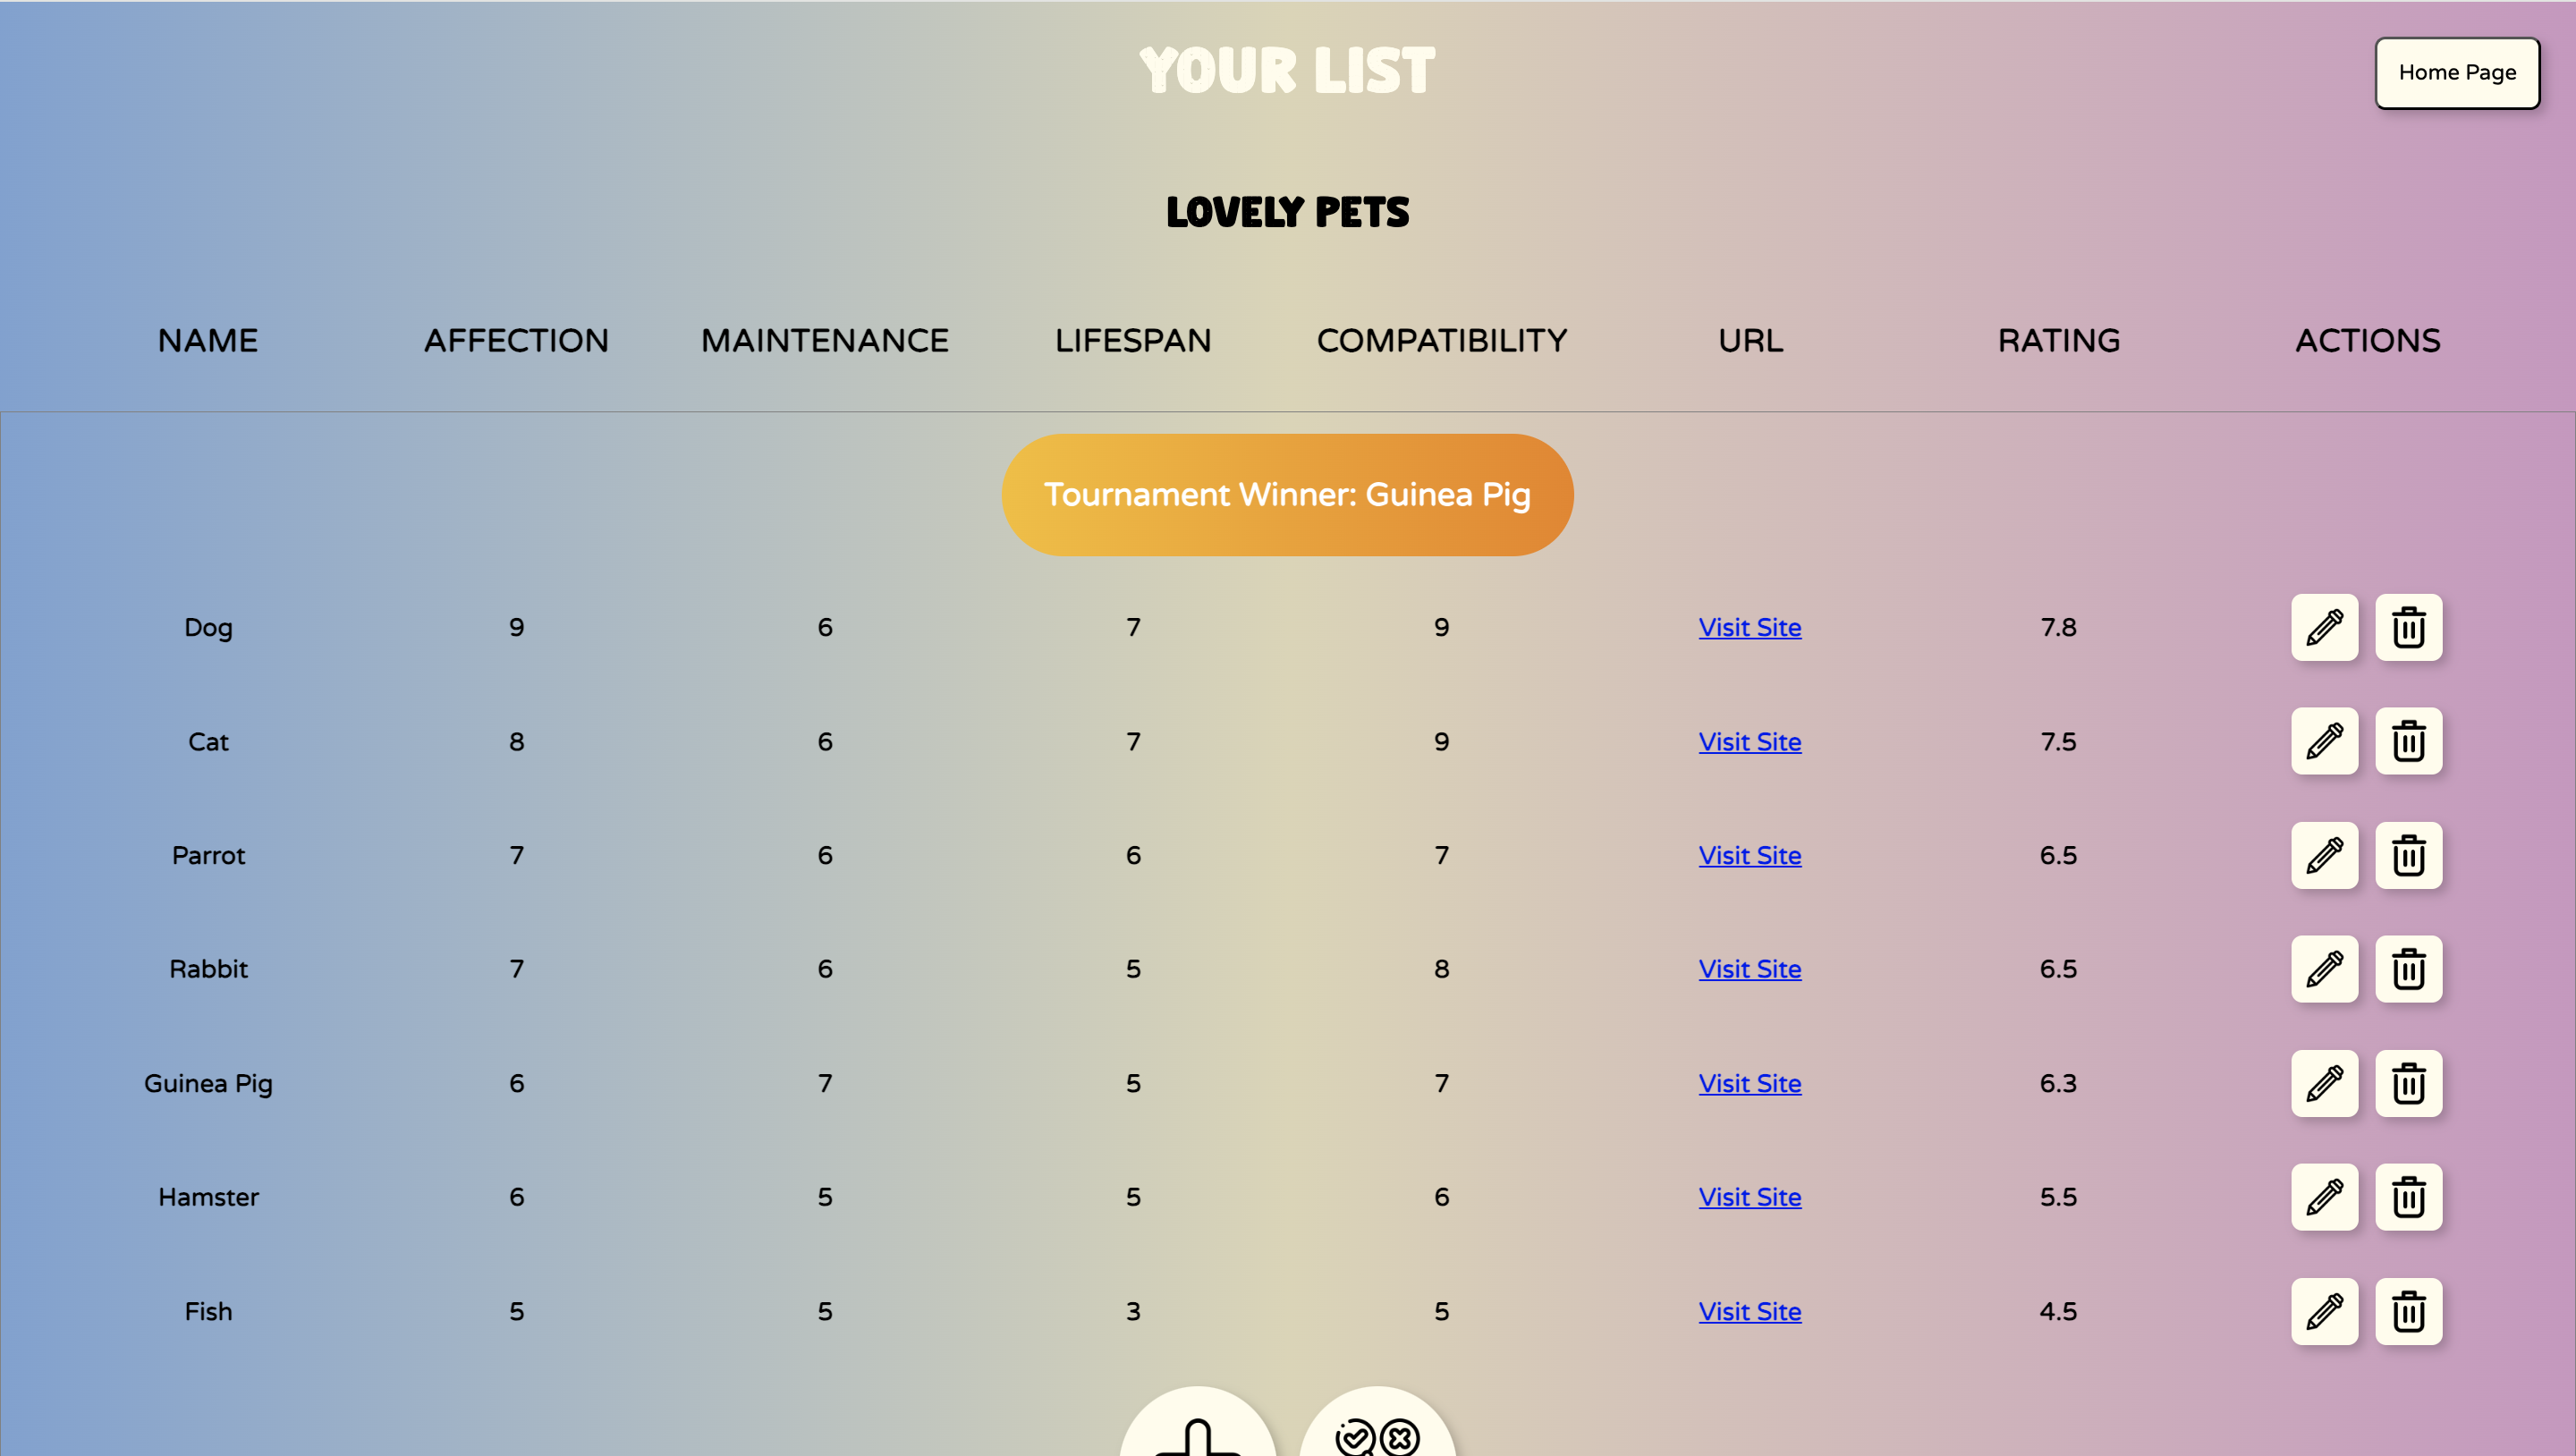 YOUR LIST
Home Page
LOVELY PETS
NAME AFFECTION MAINTENANCE LIFESPAN COMPATIBILITY URL RATING ACTIONS
Tournament Winner: Guinea Pig
Dog 9 6 7 9 Visit Site 7.8
Cat 8 6 7 9 Visit Site 7.5
Parrot 7 6 6 7 Visit Site 6.5
Rabbit 7 6 5 8 Visit Site 6.5
Guinea Pig 6 7 5 7 Visit Site 6.3
Hamster 6 5 5 6 Visit Site 5.5
Fish 5 5 3 5 Visit Site 4.5